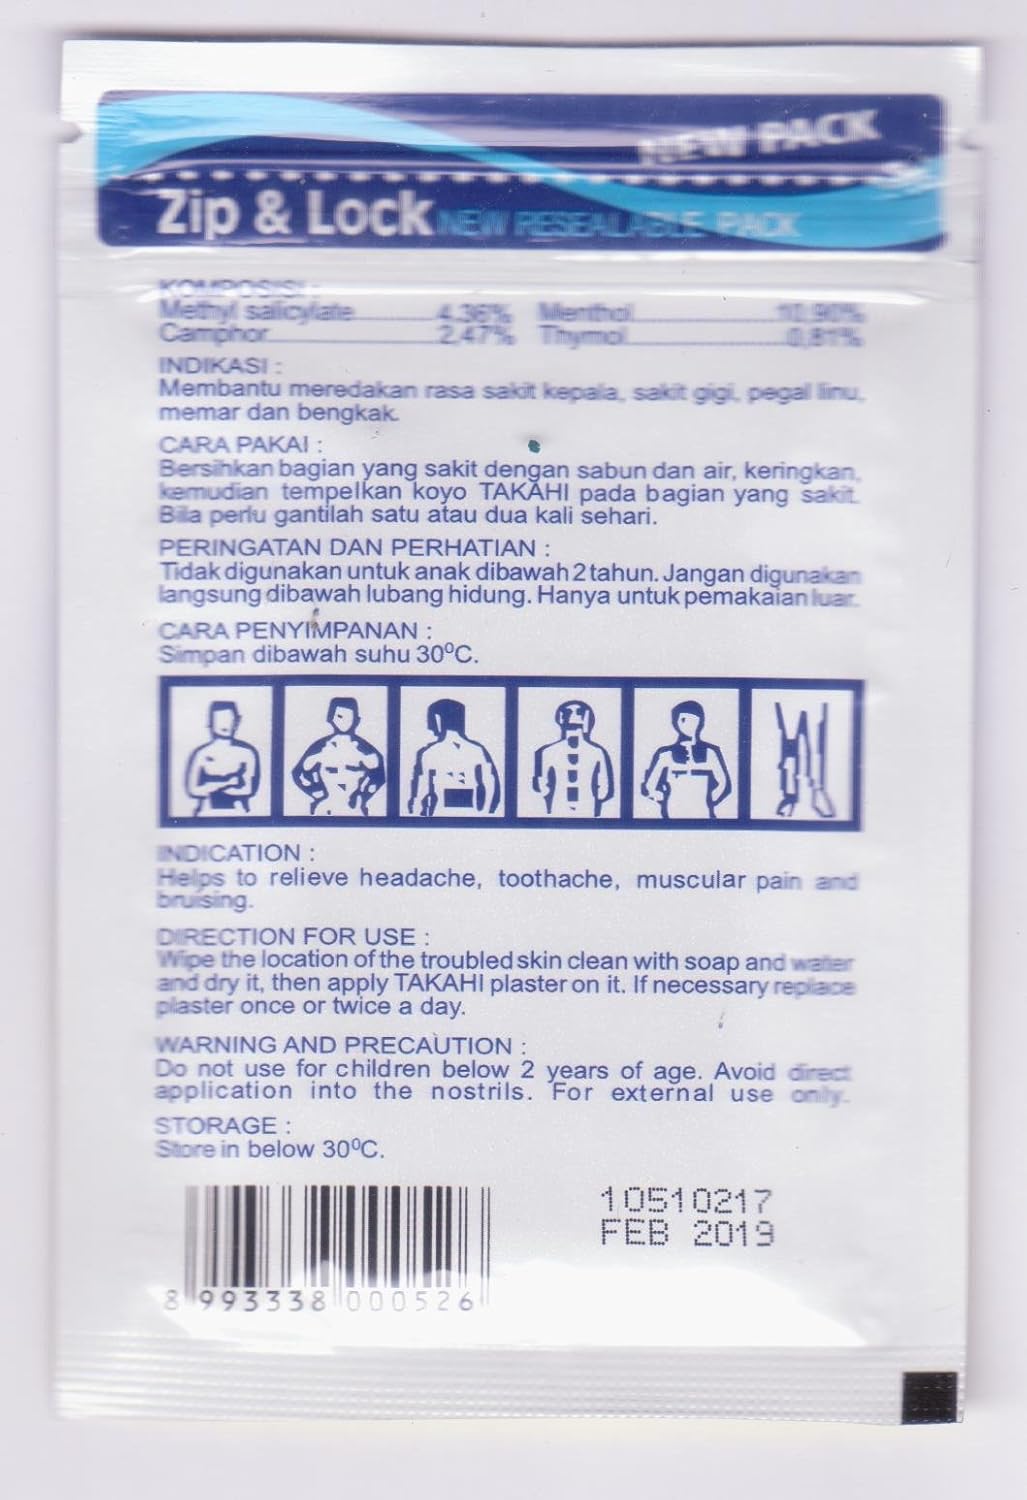 NEW PACK
Zip & Lock NEW RESEALABLE PACK
KOMPOSISI :
Methyl salicylate..........4,36% Menthol..........10,90%
Camphor..........2,47% Thymol..........0,81%
INDIKASI :
Membantu meredakan rasa sakit kepala, sakit gigi, pegal linu,
memar dan bengkak.
CARA PAKAI :
Bersihkan bagian yang sakit dengan sabun dan air, keringkan,
kemudian tempelkan koyo TAKAHI pada bagian yang sakit.
Bila perlu gantilah satu atau dua kali sehari.
PERINGATAN DAN PERHATIAN :
Tidak digunakan untuk anak dibawah 2 tahun. Jangan digunakan
langsung dibawah lubang hidung. Hanya untuk pemakaian luar.
CARA PENYIMPANAN :
Simpan dibawah suhu 30ºC.
INDICATION :
Helps to relieve headache, toothache, muscular pain and
bruising.
DIRECTION FOR USE :
Wipe the location of the troubled skin clean with soap and water
and dry it, then apply TAKAHI plaster on it. If necessary replace
plaster once or twice a day.
WARNING AND PRECAUTION :
Do not use for children below 2 years of age. Avoid direct
application into the nostrils. For external use only.
STORAGE :
Store in below 30ºC.
10510217
FEB 2019
8 993338 000526